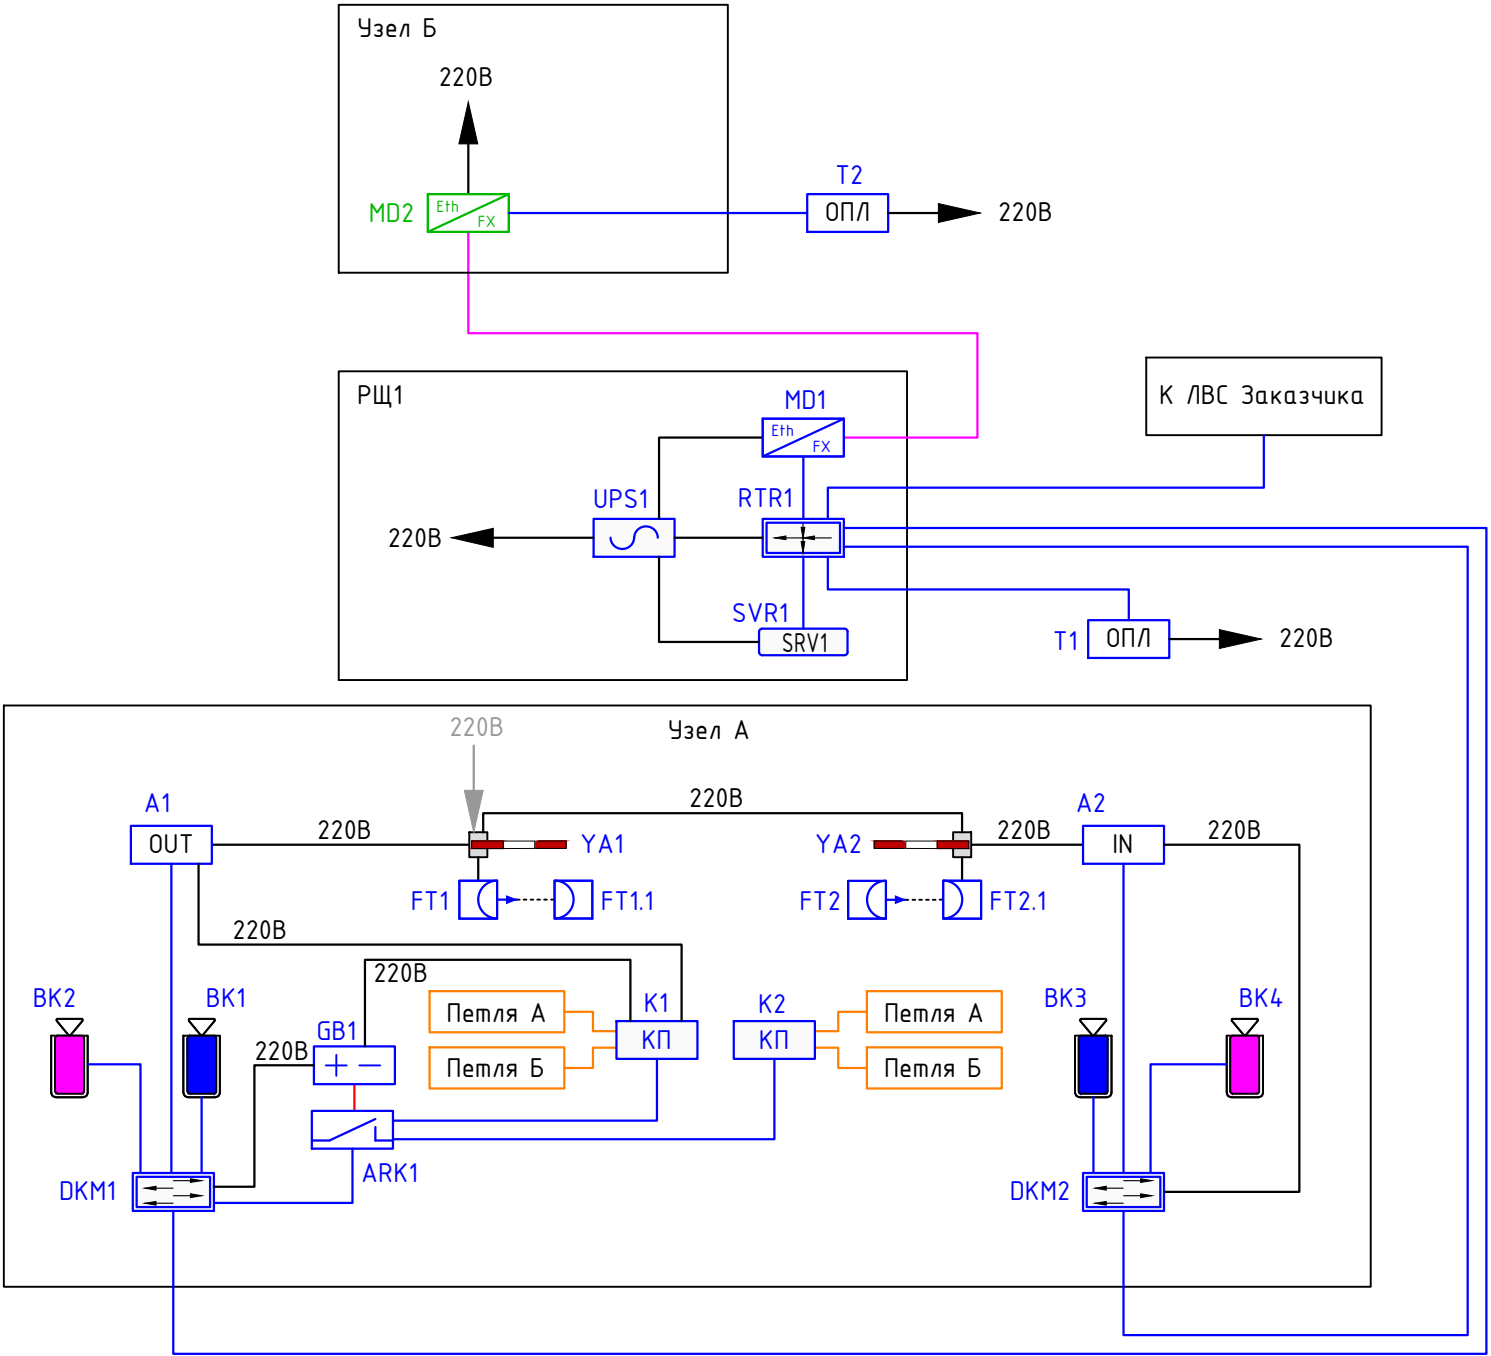 Узел Б
220В
T2
MD2
Eth
FX
ОПЛ
220В
РЩ1
MD1
К ЛВС Заказчика
Eth
FX
UPS1
RTR1
220В
SVR1
SRV1
T1
ОПЛ
220В
220В
Узел А
A1
220В
A2
OUT
220В
YA1
YA2
220В
IN
220В
FT1
FT1.1
FT2
FT2.1
220В
220В
BK2
BK1
GB1
Петля А
K1
K2
Петля А
BK3
BK4
220В
+ −
Петля Б
КП
КП
Петля Б
ARK1
DKM1
DKM2